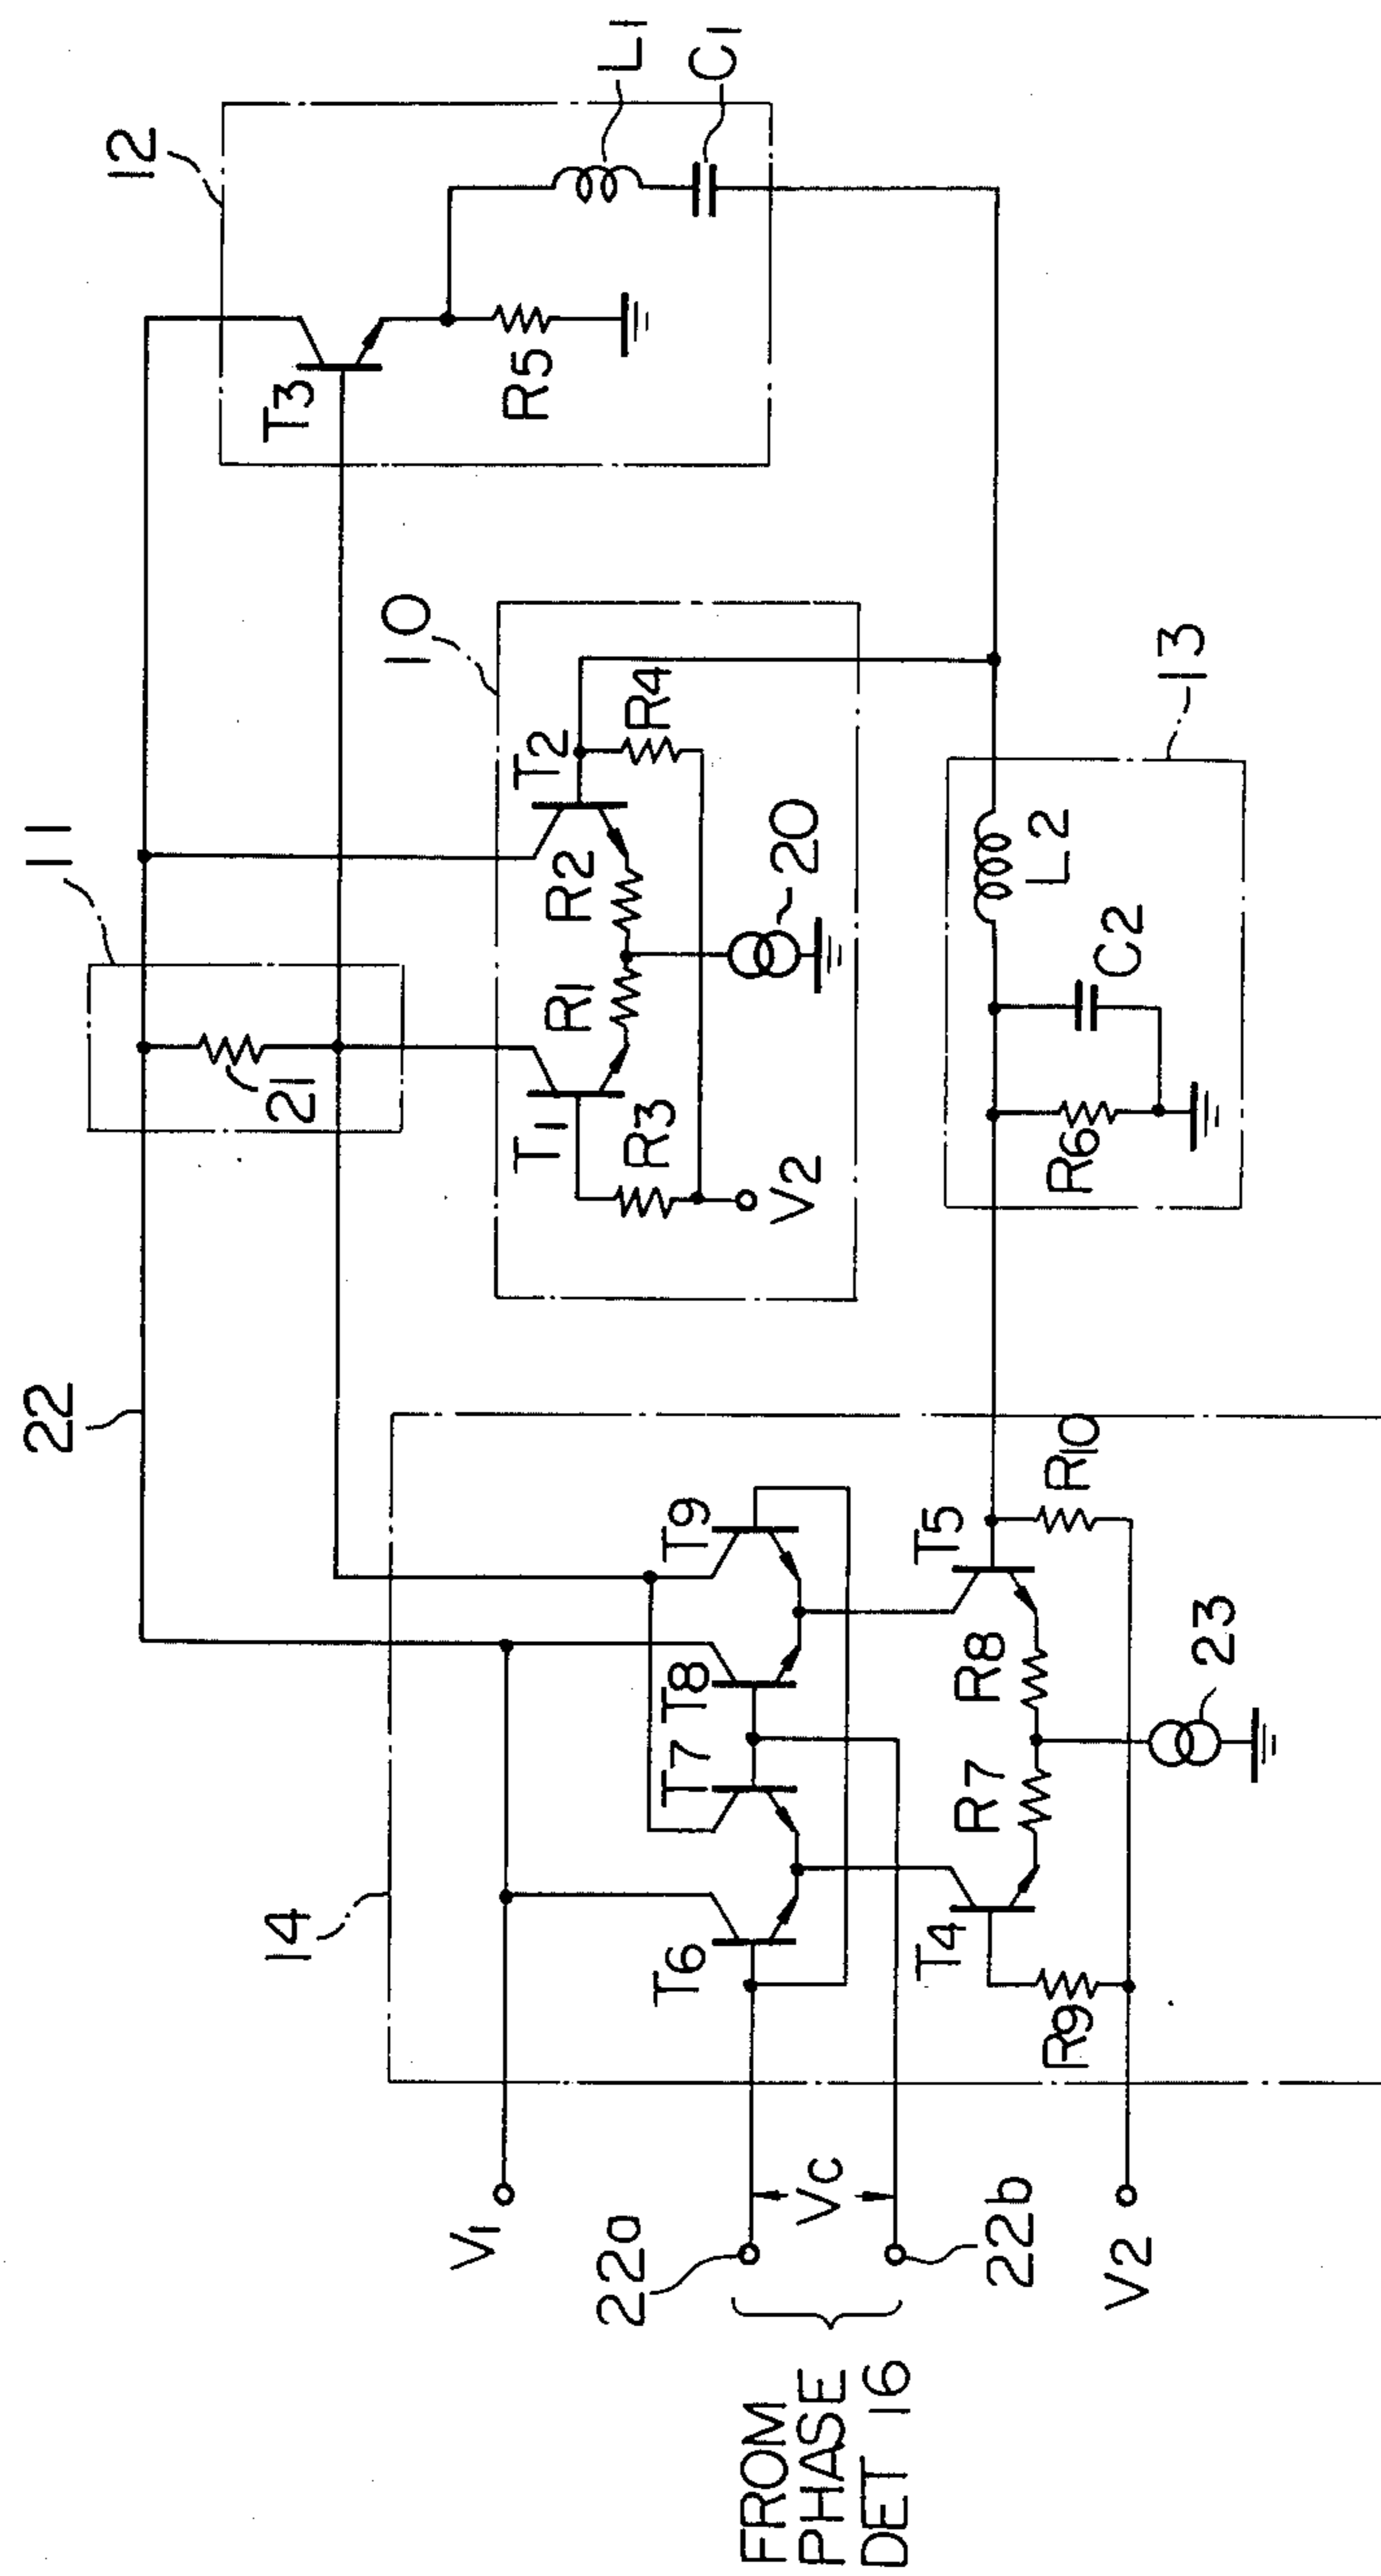 22
11
12
21
T3
R5
L1
C1
10
T1
T2
R1
R2
R3
R4
V2
20
14
V1
T6
T7
T8
T9
22a
VC
22b
FROM
PHASE
DET 16
T4
T5
R7
R8
R9
R10
23
V2
13
L2
C2
R6